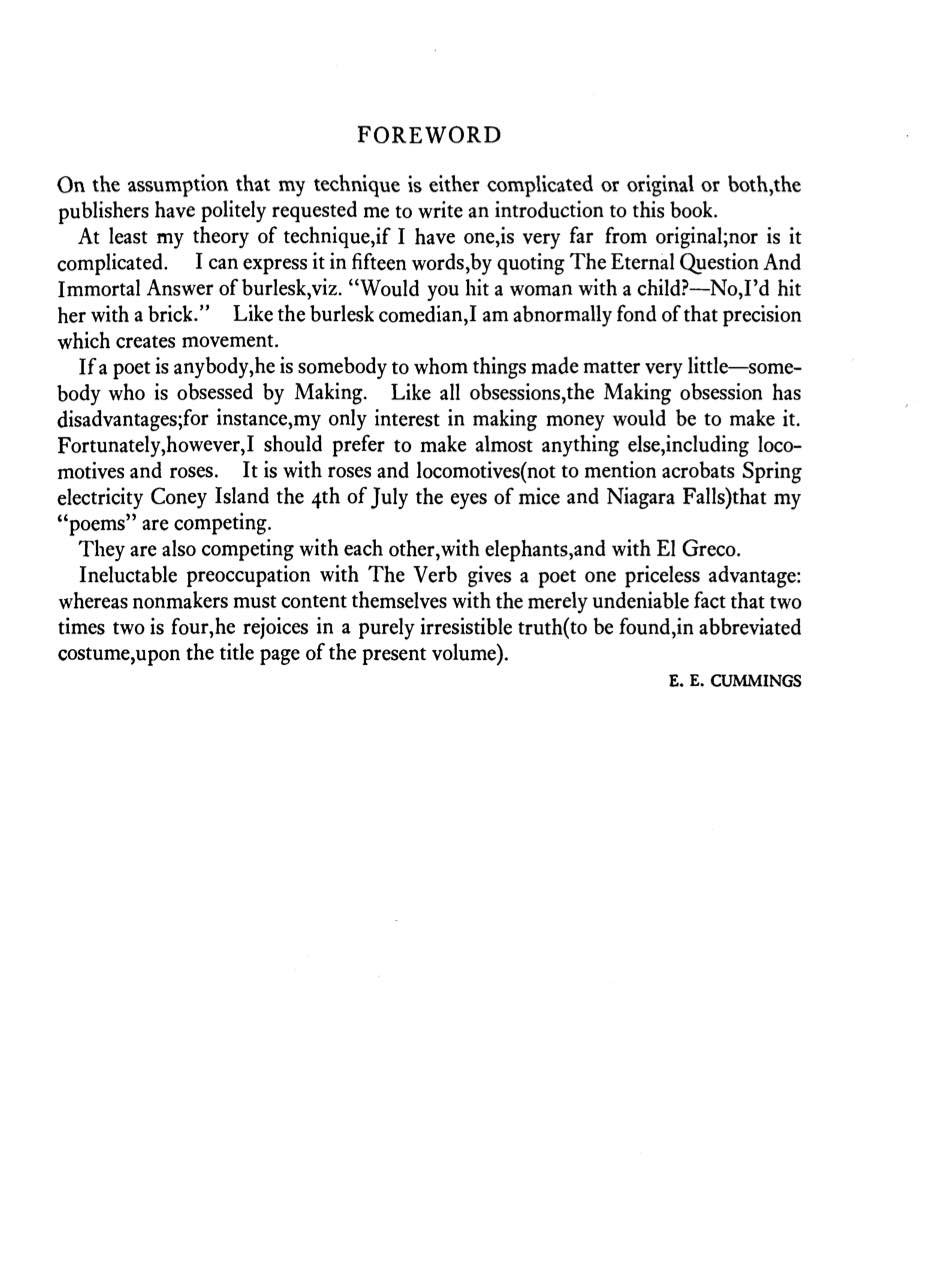 FOREWORD
On the assumption that my technique is either complicated or original or both,the
publishers have politely requested me to write an introduction to this book.
At least my theory of technique,if I have one,is very far from original;nor is it
complicated. I can express it in fifteen words,by quoting The Eternal Question And
Immortal Answer of burlesk,viz. “Would you hit a woman with a child?—No,I’d hit
her with a brick.” Like the burlesk comedian,I am abnormally fond of that precision
which creates movement.
If a poet is anybody,he is somebody to whom things made matter very little—some-
body who is obsessed by Making. Like all obsessions,the Making obsession has
disadvantages;for instance,my only interest in making money would be to make it.
Fortunately,however,I should prefer to make almost anything else,including loco-
motives and roses. It is with roses and locomotives(not to mention acrobats Spring
electricity Coney Island the 4th of July the eyes of mice and Niagara Falls)that my
“poems” are competing.
They are also competing with each other,with elephants,and with El Greco.
Ineluctable preoccupation with The Verb gives a poet one priceless advantage:
whereas nonmakers must content themselves with the merely undeniable fact that two
times two is four,he rejoices in a purely irresistible truth(to be found,in abbreviated
costume,upon the title page of the present volume).
E. E. CUMMINGS